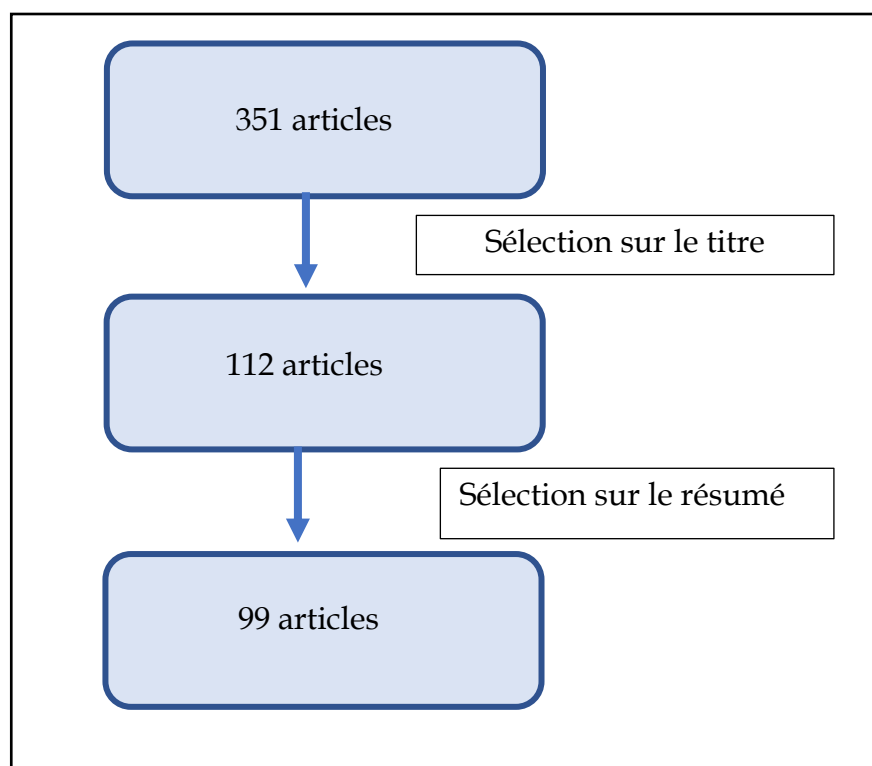 351 articles
Sélection sur le titre
112 articles
Sélection sur le résumé
99 articles